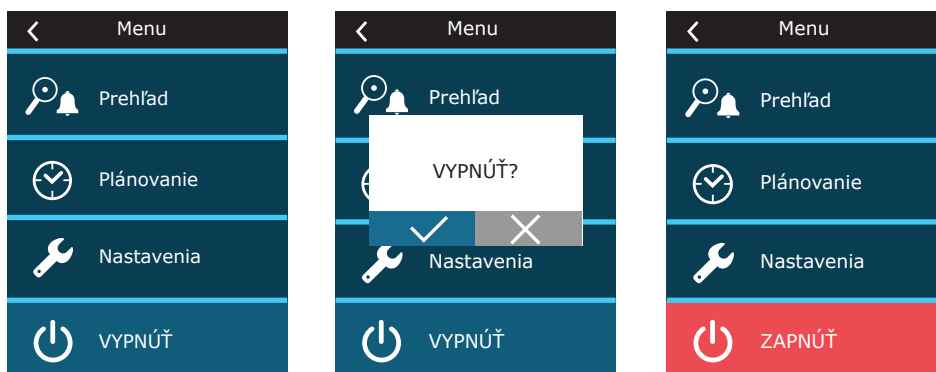 Menu
Prehľad
Plánovanie
Nastavenia
VYPNÚŤ
Menu
Prehľad
VYPNÚŤ?
Nastavenia
VYPNÚŤ
Menu
Prehľad
Plánovanie
Nastavenia
ZAPNÚŤ